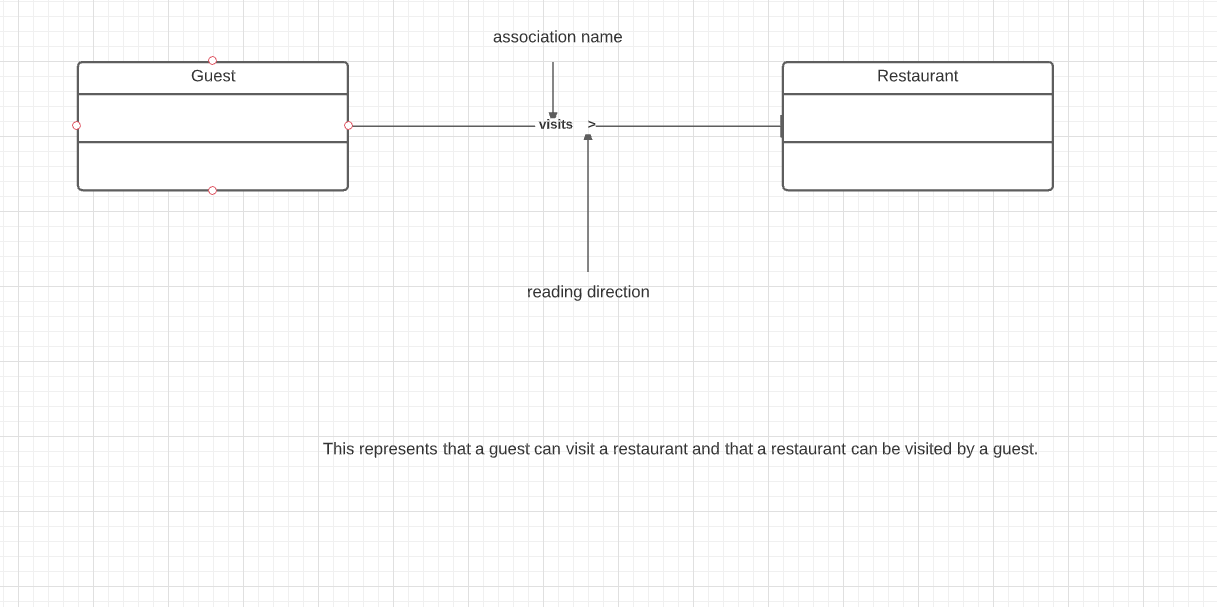 association name
Guest
Restaurant
visits >
reading direction
This represents that a guest can visit a restaurant and that a restaurant can be visited by a guest.